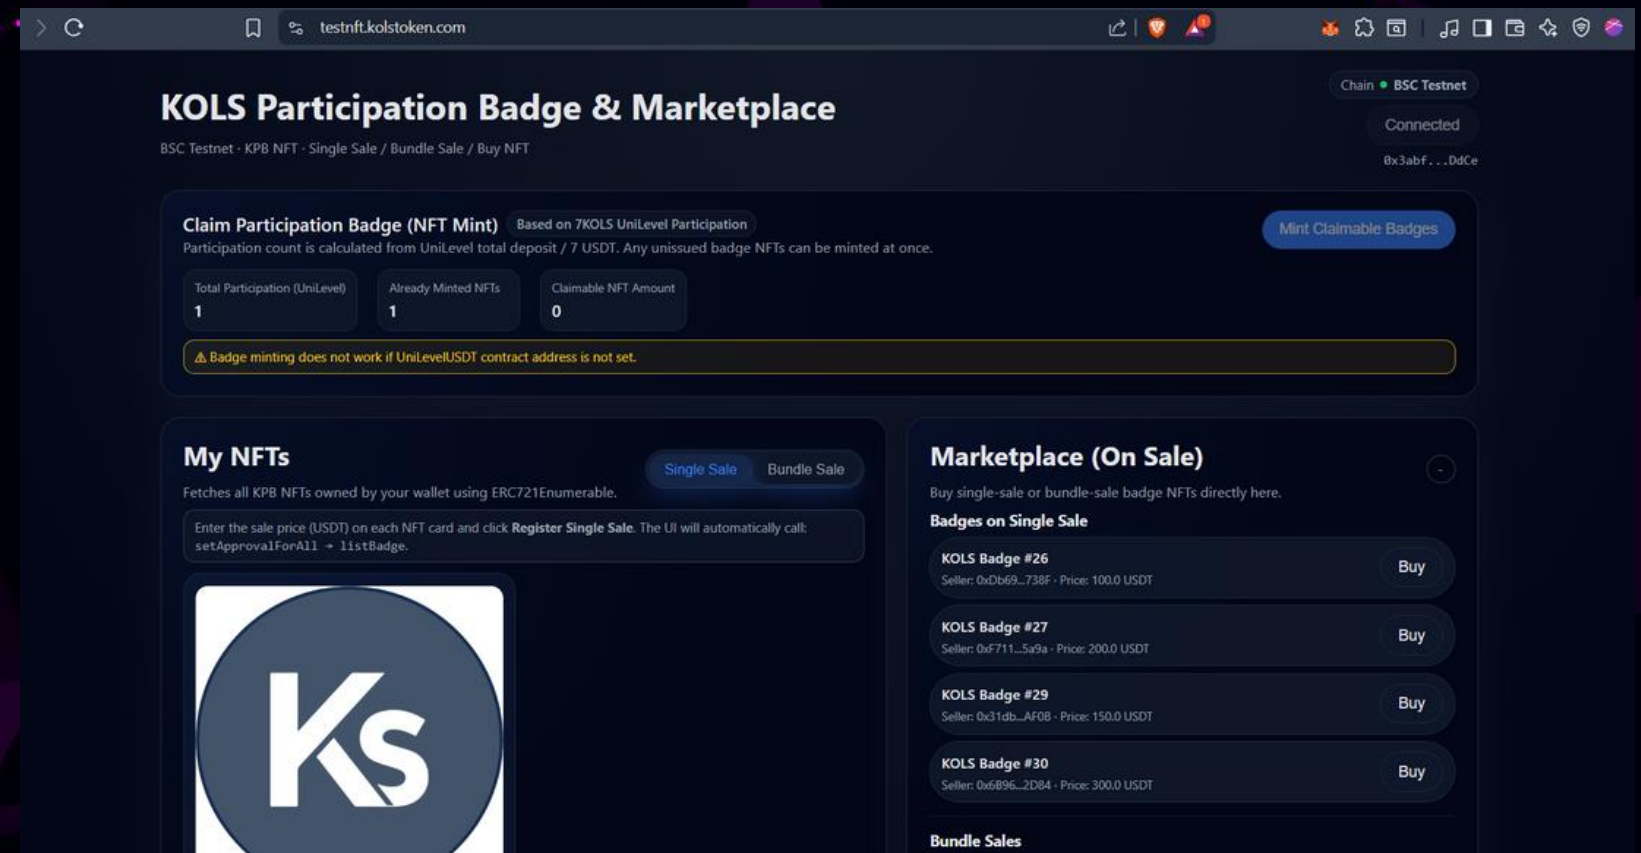 testnft.kolstoken.com
Chain BSC Testnet
KOLS Participation Badge & Marketplace
Connected
BSC Testnet · KPB NFT · Single Sale / Bundle Sale / Buy NFT
0x3abf...DdCe
Claim Participation Badge (NFT Mint) Based on 7KOLS UniLevel Participation
Mint Claimable Badges
Participation count is calculated from UniLevel total deposit / 7 USDT. Any unissued badge NFTs can be minted at once.
Total Participation (UniLevel)
1
Already Minted NFTs
1
Claimable NFT Amount
0
⚠ Badge minting does not work if UniLevelUSDT contract address is not set.
My NFTs
Single Sale Bundle Sale
Fetches all KPB NFTs owned by your wallet using ERC721Enumerable.
Enter the sale price (USDT) on each NFT card and click Register Single Sale. The UI will automatically call:
setApprovalForAll → listBadge.
Ks
Marketplace (On Sale)
-
Buy single-sale or bundle-sale badge NFTs directly here.
Badges on Single Sale
KOLS Badge #26
Seller: 0xDb69...738F · Price: 100.0 USDT
Buy
KOLS Badge #27
Seller: 0xF711...5a9a · Price: 200.0 USDT
Buy
KOLS Badge #29
Seller: 0x31db...AF0B · Price: 150.0 USDT
Buy
KOLS Badge #30
Seller: 0x6B96...2D84 · Price: 300.0 USDT
Buy
Bundle Sales